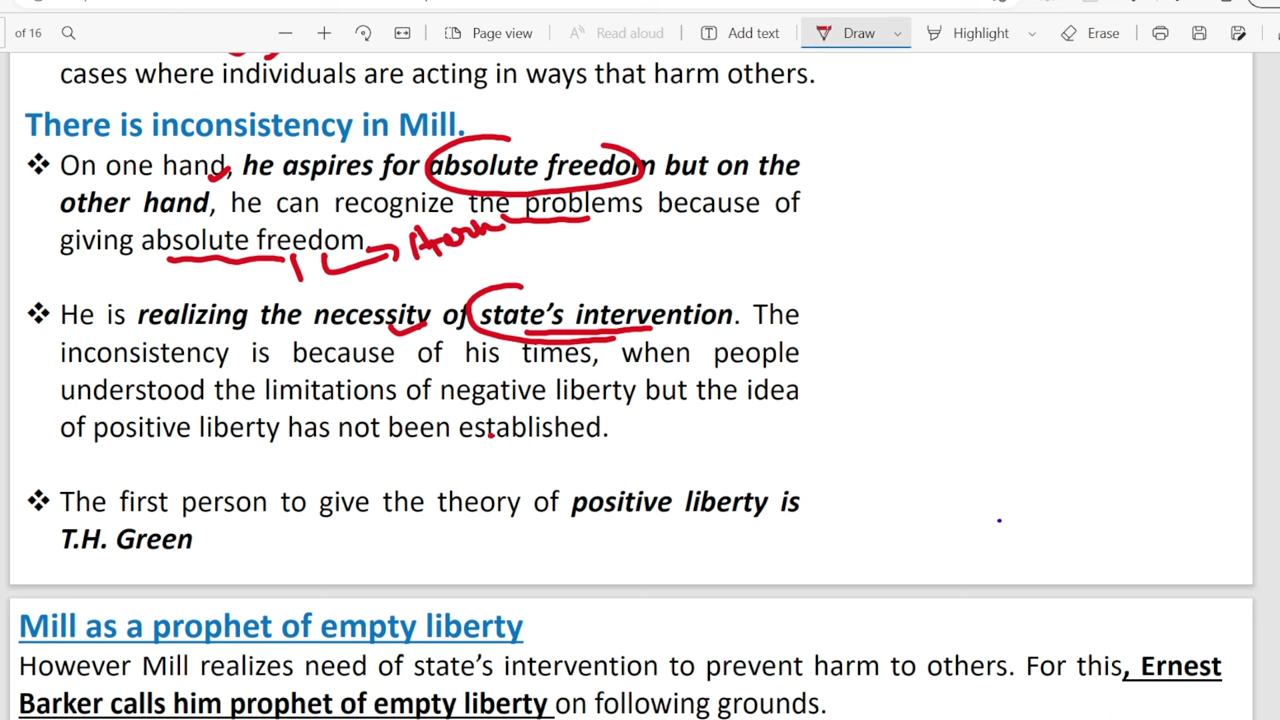 of 16
Page view
Read aloud
Add text
Draw
Highlight
Erase
cases where individuals are acting in ways that harm others.
There is inconsistency in Mill.
❖ On one hand, he aspires for absolute freedom but on the
other hand, he can recognize the problems because of
giving absolute freedom.
Harm
❖ He is realizing the necessity of state’s intervention. The
inconsistency is because of his times, when people
understood the limitations of negative liberty but the idea
of positive liberty has not been established.
❖ The first person to give the theory of positive liberty is
T.H. Green
Mill as a prophet of empty liberty
However Mill realizes need of state’s intervention to prevent harm to others. For this, Ernest
Barker calls him prophet of empty liberty on following grounds.